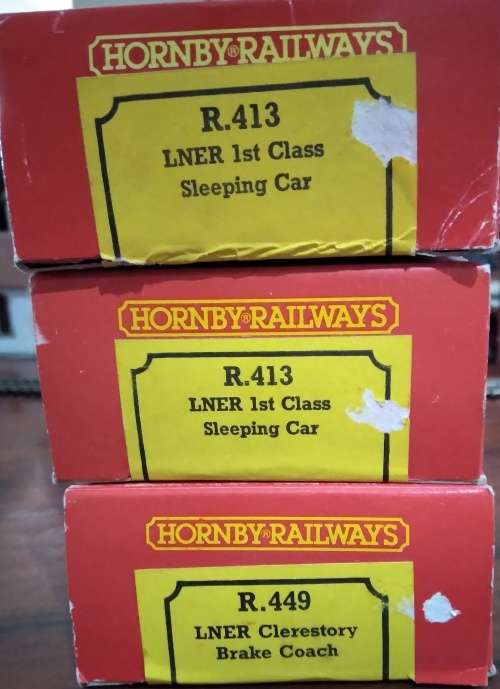 HORNBY® RAILWAYS
R.413
LNER 1st Class
Sleeping Car
HORNBY® RAILWAYS
R.413
LNER 1st Class
Sleeping Car
HORNBY® RAILWAYS
R.449
LNER Clerestory
Brake Coach